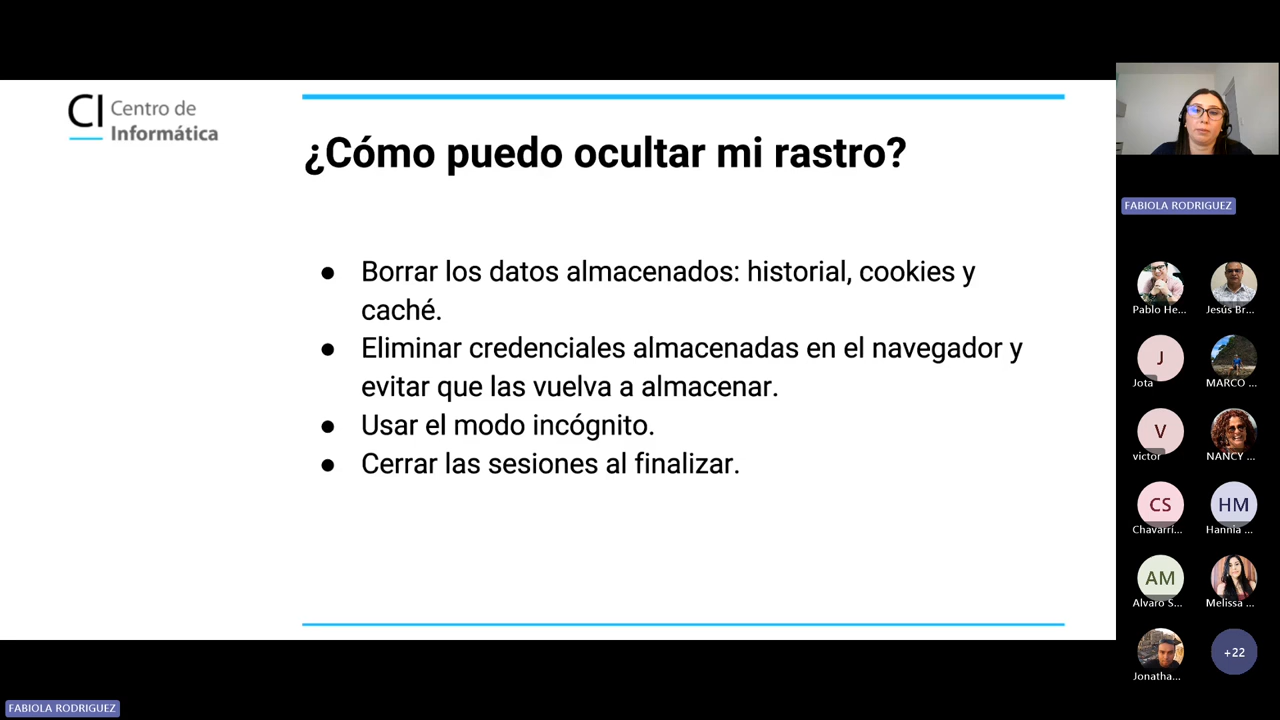 CI Centro de
Informática
¿Cómo puedo ocultar mi rastro?
● Borrar los datos almacenados: historial, cookies y
caché.
● Eliminar credenciales almacenadas en el navegador y
evitar que las vuelva a almacenar.
● Usar el modo incógnito.
● Cerrar las sesiones al finalizar.
FABIOLA RODRIGUEZ
Pablo He...
Jesús Br...
J
Jota
MARCO ...
V
victor
NANCY ...
CS
Chavarrí...
HM
Hannia ...
AM
Alvaro S...
Melissa ...
Jonatha...
+22
FABIOLA RODRIGUEZ